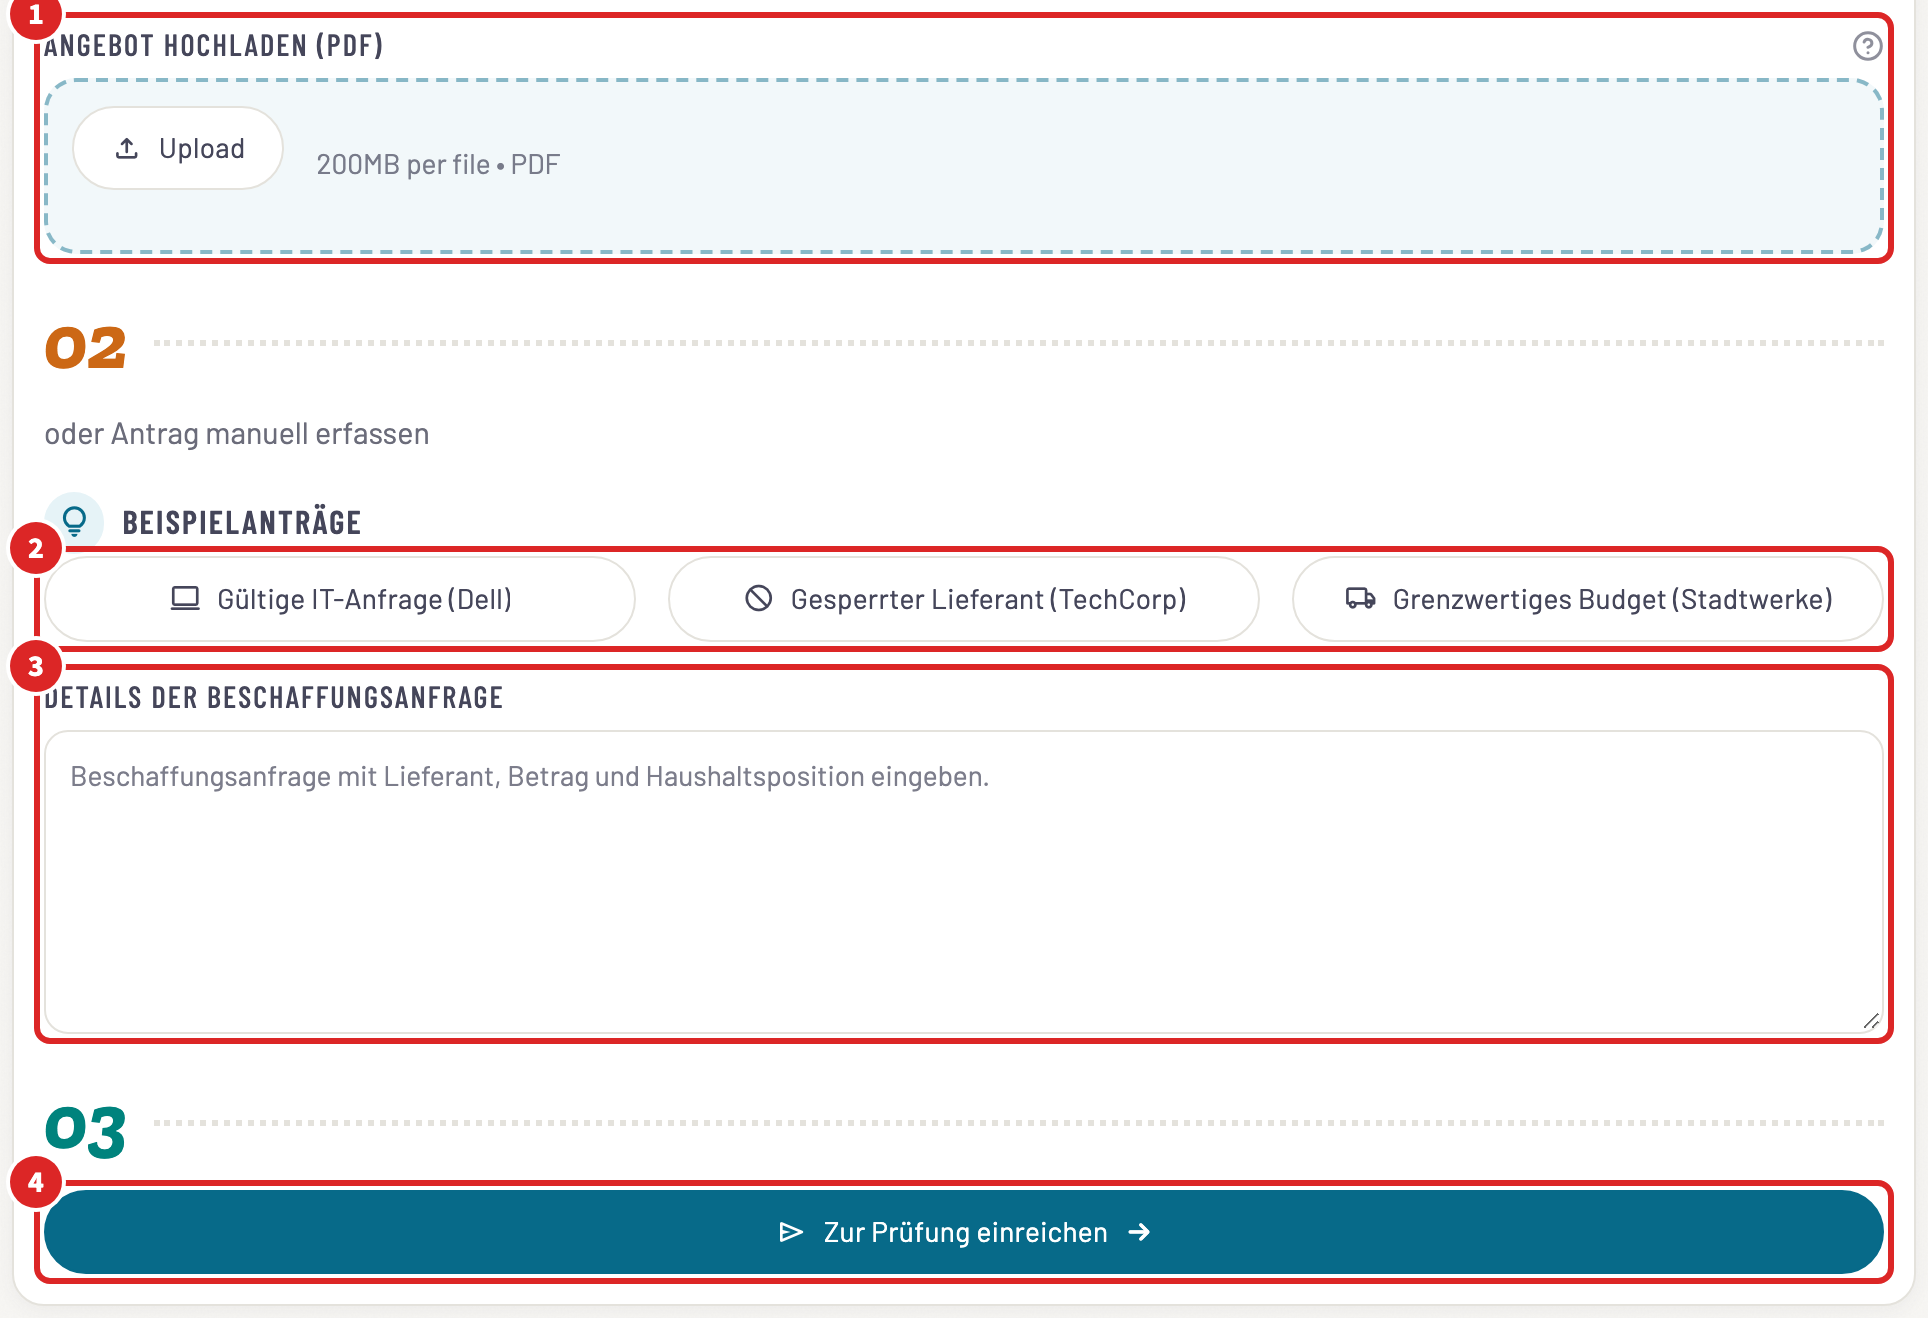 1
ANGEBOT HOCHLADEN (PDF)
?
Upload
200MB per file • PDF
02
oder Antrag manuell erfassen
BEISPIELANTRÄGE
2
Gültige IT-Anfrage (Dell)
Gesperrter Lieferant (TechCorp)
Grenzwertiges Budget (Stadtwerke)
3
DETAILS DER BESCHAFFUNGSANFRAGE
Beschaffungsanfrage mit Lieferant, Betrag und Haushaltsposition eingeben.
03
4
Zur Prüfung einreichen →